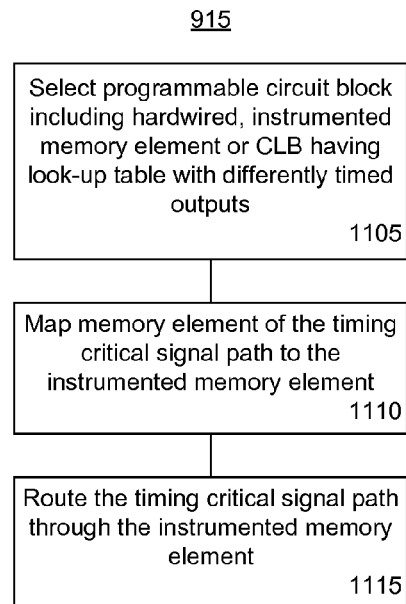 915
Select programmable circuit block
including hardwired, instrumented
memory element or CLB having
look-up table with differently timed
outputs
1105
Map memory element of the timing
critical signal path to the
instrumented memory element
1110
Route the timing critical signal path
through the instrumented memory
element
1115